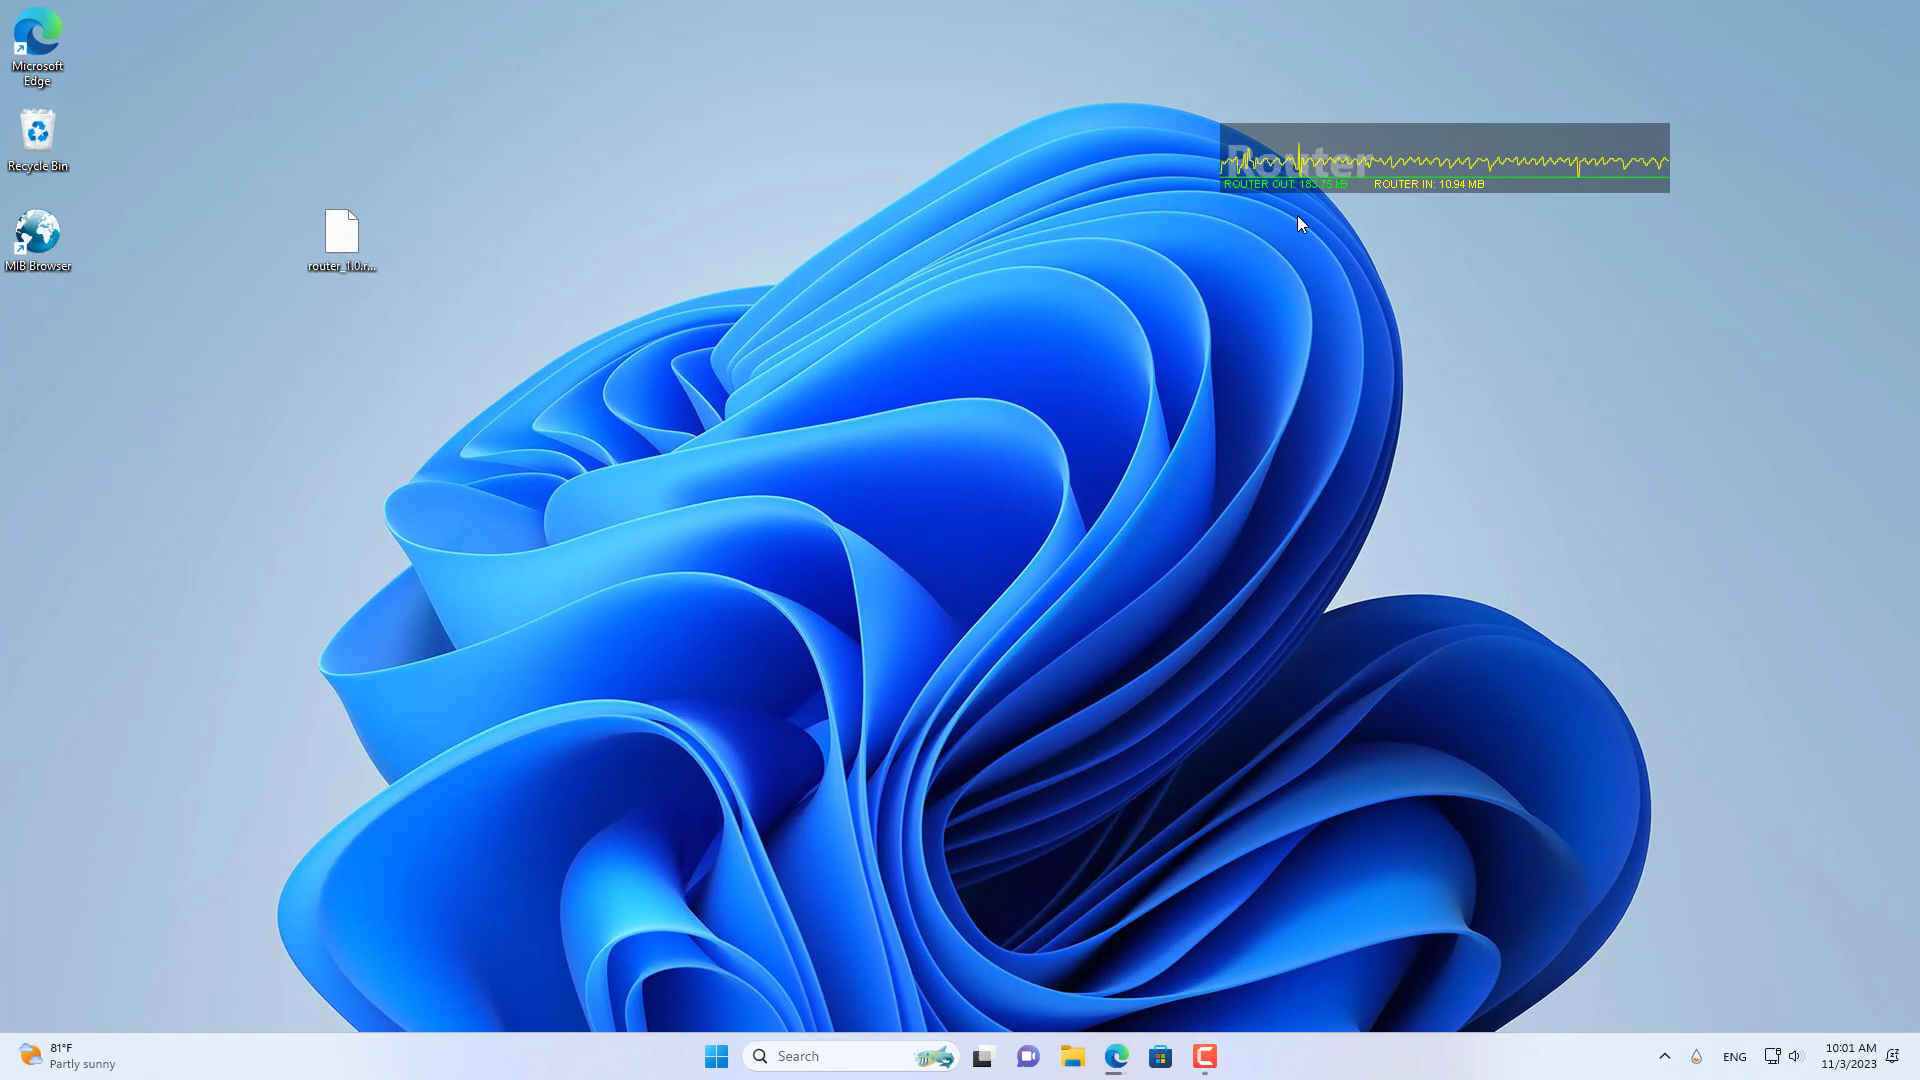 Microsoft
Edge
Recycle Bin
MIB Browser
router_1.0.r...
Router
ROUTER OUT: 183.75 kB
ROUTER IN: 10.94 MB
81°F
Partly sunny
Search
ENG
10:01 AM
11/3/2023